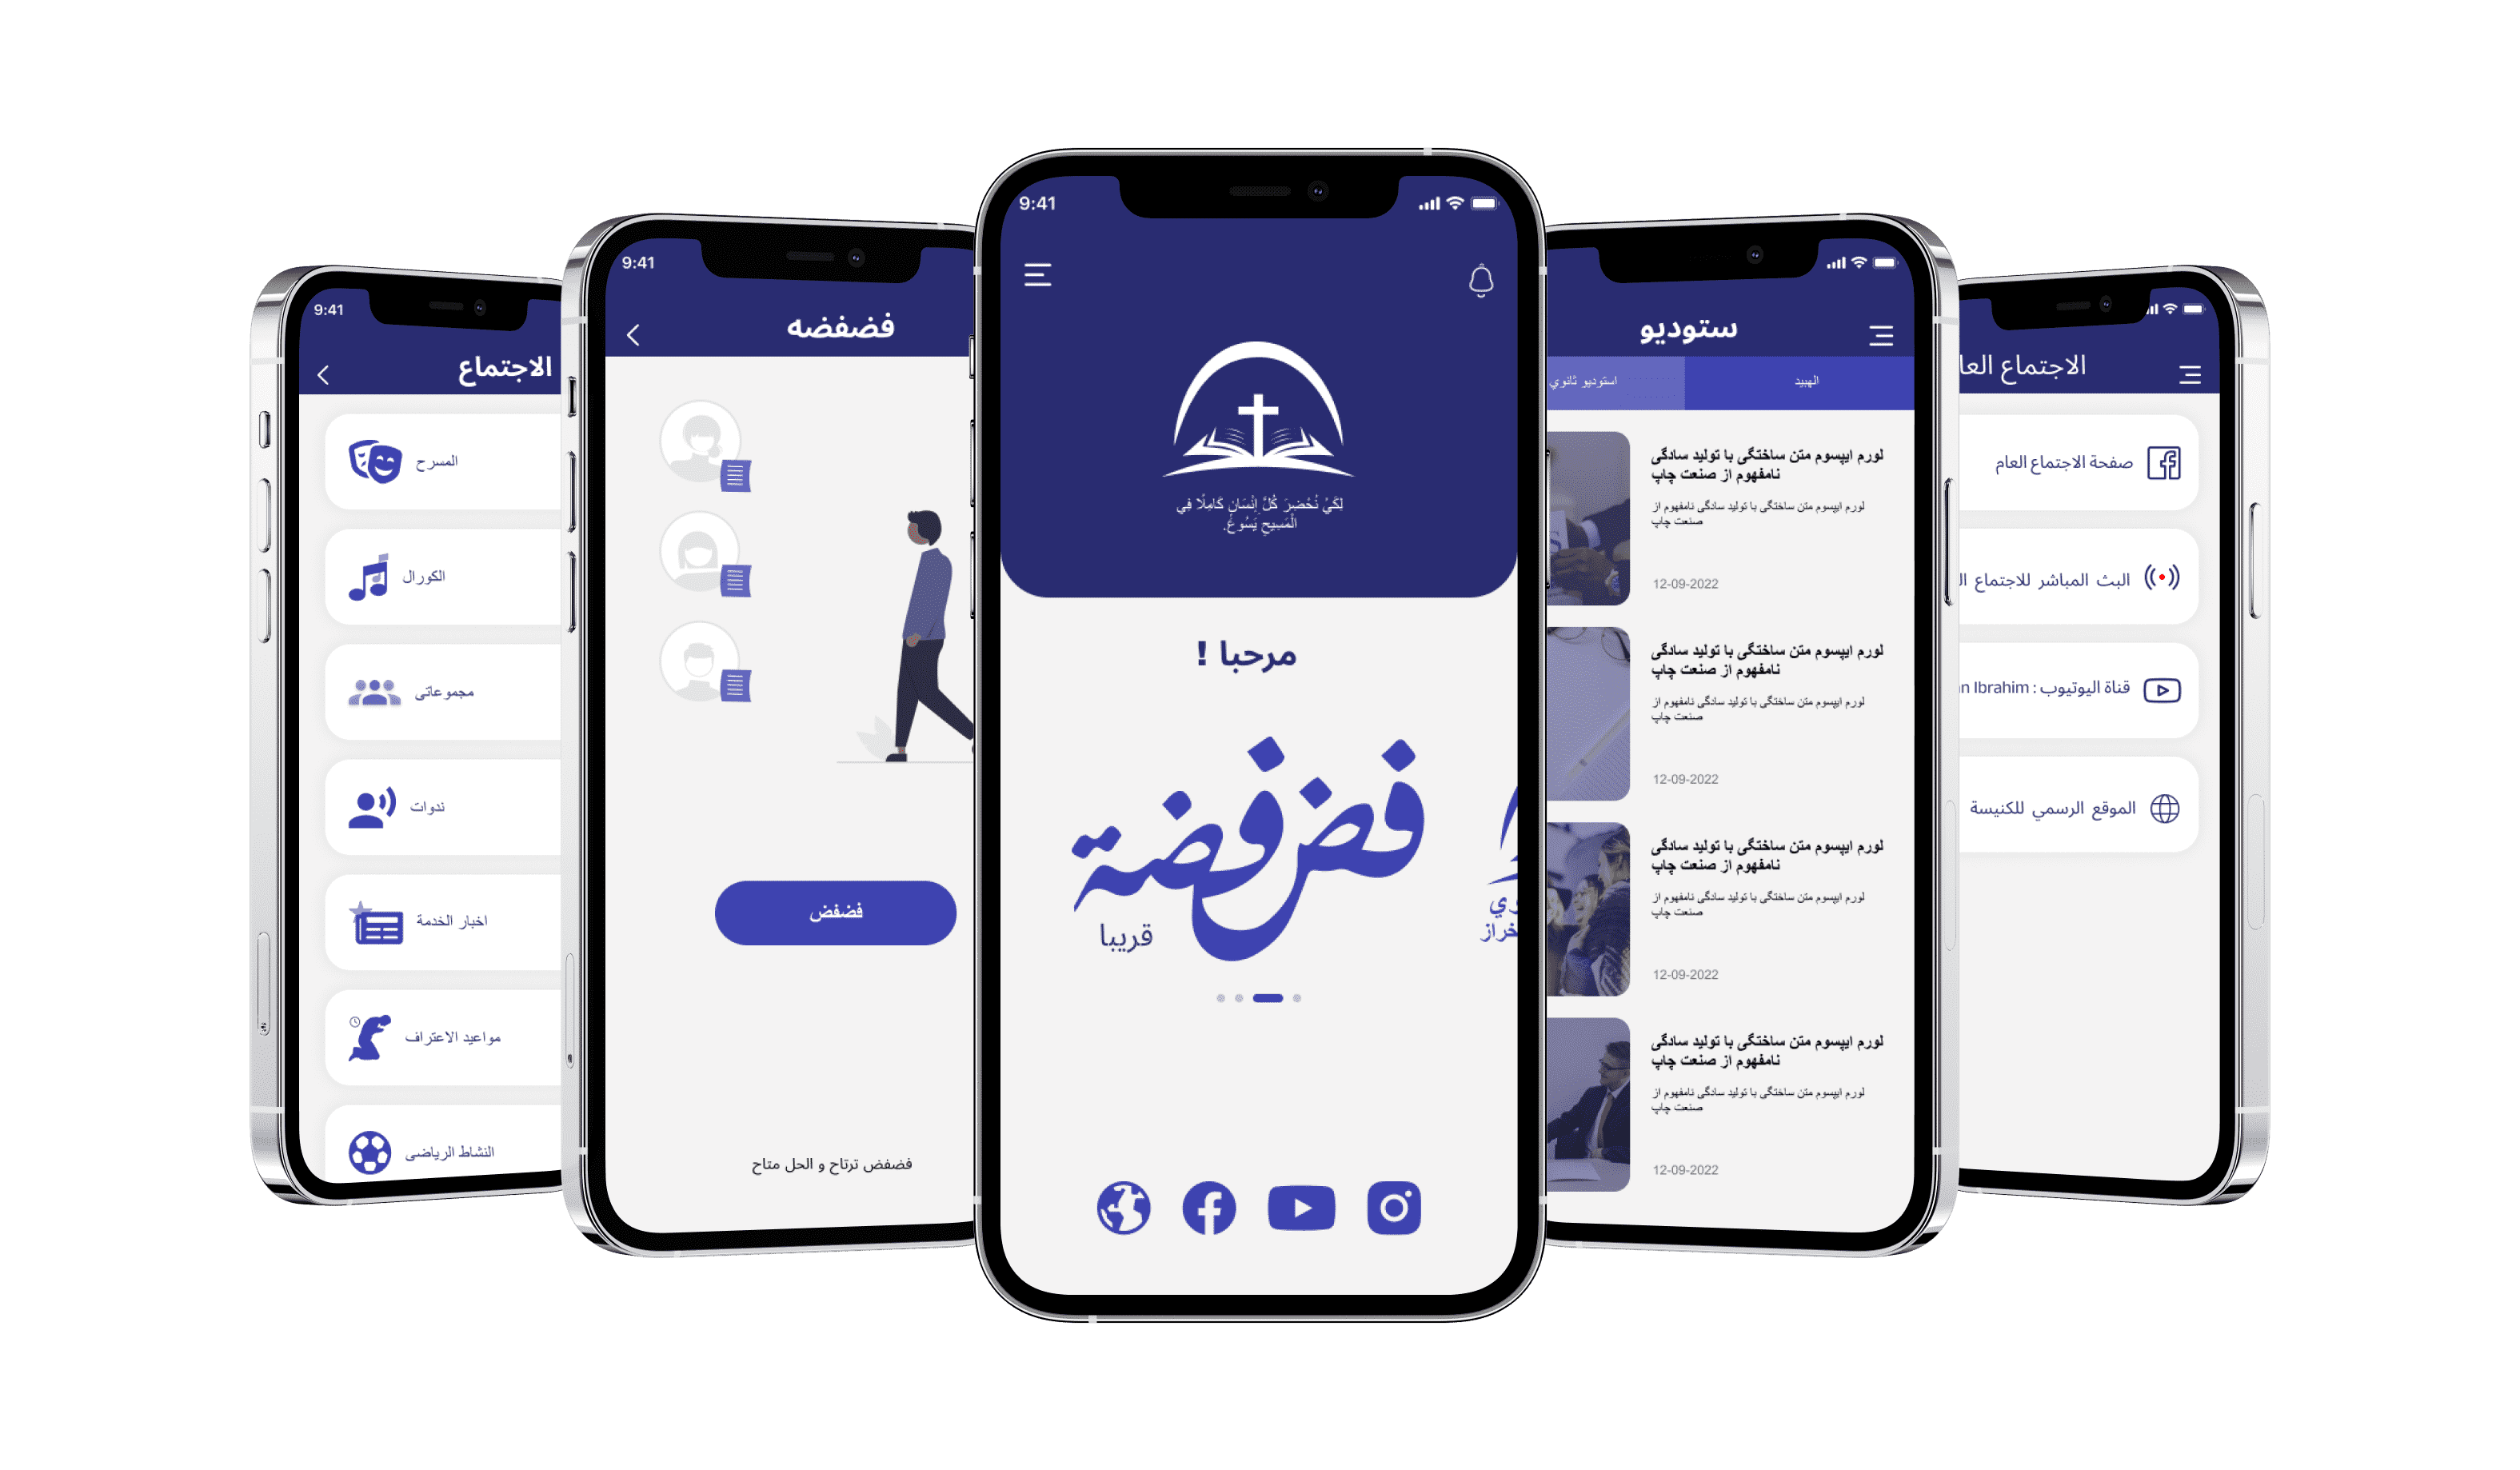 9:41
الاجتماع
المسرح
الكورال
مجموعاتى
ندوات
اخبار الخدمة
مواعيد الاعتراف
النشاط الرياضى
9:41
فضفضه
فضفض
فضفض ترتاح و الحل متاح
9:41
لِكَيْ نُحْضِرَ كُلَّ إِنْسَانٍ كَامِلًا فِي
الْمَسِيحِ يَسُوعَ.
مرحبا !
فضفضة
قريبا
خراز
ستوديو
الهبيد
استوديو ثانوي
لورم ایپسوم متن ساختگی با تولید سادگی
نامفهوم از صنعت چاپ
لورم ایپسوم متن ساختگی با تولید سادگی نامفهوم از
صنعت چاپ
12-09-2022
لورم ایپسوم متن ساختگی با تولید سادگی
نامفهوم از صنعت چاپ
لورم ایپسوم متن ساختگی با تولید سادگی نامفهوم از
صنعت چاپ
12-09-2022
لورم ایپسوم متن ساختگی با تولید سادگی
نامفهوم از صنعت چاپ
لورم ایپسوم متن ساختگی با تولید سادگی نامفهوم از
صنعت چاپ
12-09-2022
لورم ایپسوم متن ساختگی با تولید سادگی
نامفهوم از صنعت چاپ
لورم ایپسوم متن ساختگی با تولید سادگی نامفهوم از
صنعت چاپ
12-09-2022
الاجتماع العا
صفحة الاجتماع العام
البث المباشر للاجتماع ال
قناة اليوتيوب : n Ibrahim
الموقع الرسمي للكنيسة